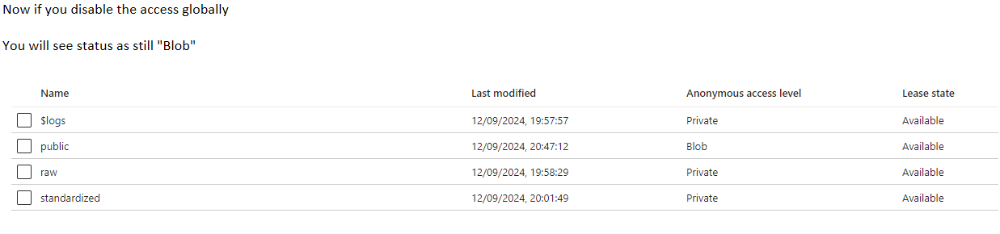 Now if you disable the access globally
You will see status as still "Blob"
Name Last modified Anonymous access level Lease state
$logs 12/09/2024, 19:57:57 Private Available
public 12/09/2024, 20:47:12 Blob Available
raw 12/09/2024, 19:58:29 Private Available
standardized 12/09/2024, 20:01:49 Private Available